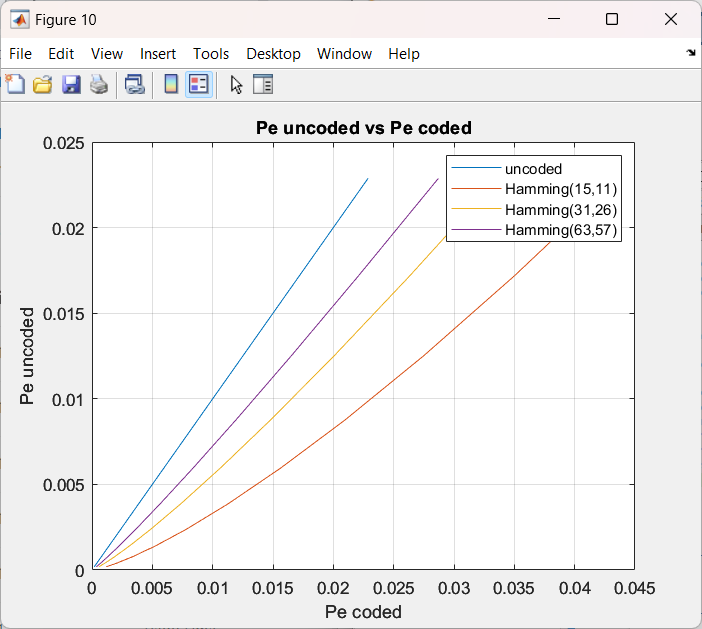 Figure 10
File Edit View Insert Tools Desktop Window Help
Pe uncoded vs Pe coded
0.025
0.02
0.015
0.01
0.005
0
Pe uncoded
uncoded
Hamming(15,11)
Hamming(31,26)
Hamming(63,57)
0 0.005 0.01 0.015 0.02 0.025 0.03 0.035 0.04 0.045
Pe coded